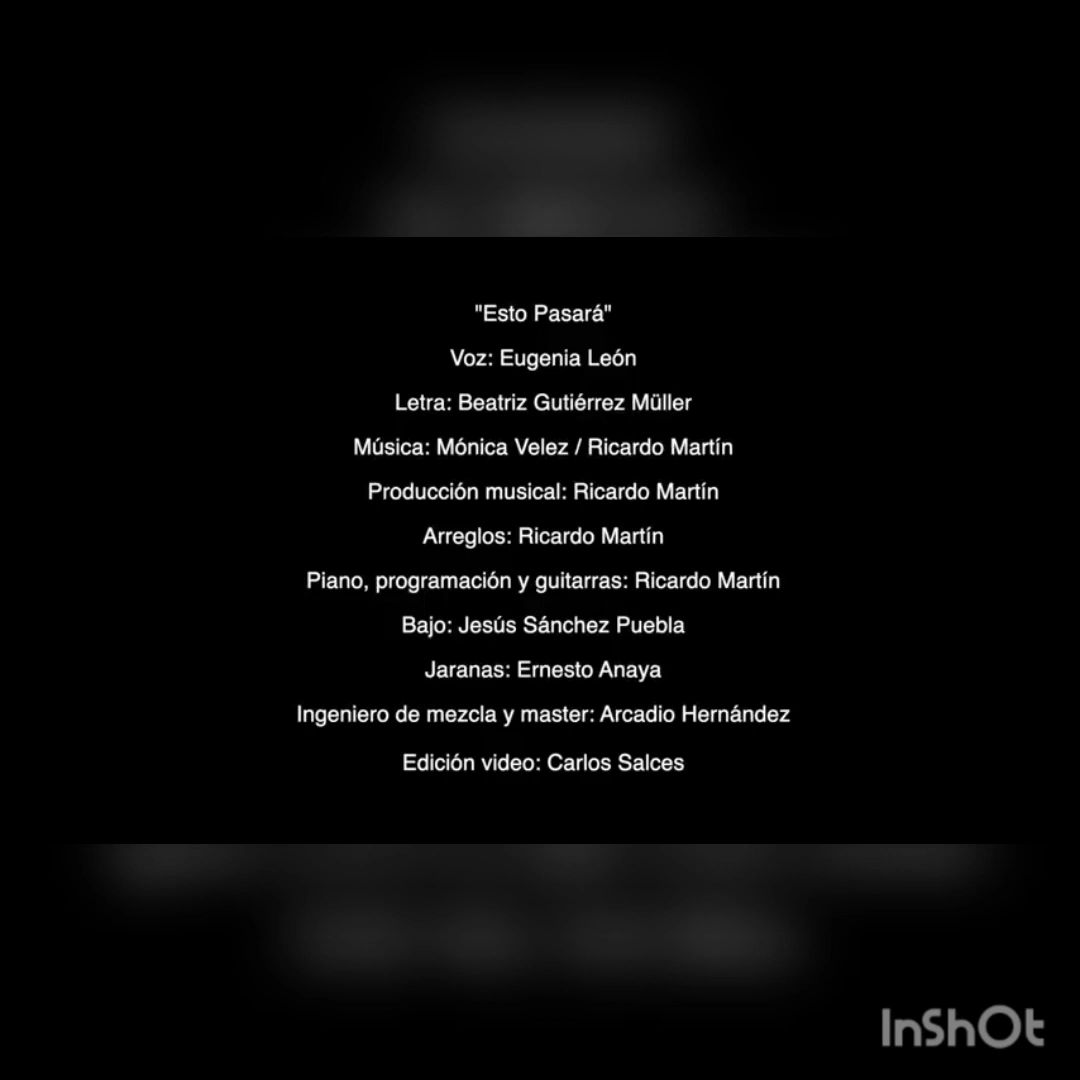 "Esto Pasará"
Voz: Eugenia León
Letra: Beatriz Gutiérrez Müller
Música: Mónica Velez / Ricardo Martín
Producción musical: Ricardo Martín
Arreglos: Ricardo Martín
Piano, programación y guitarras: Ricardo Martín
Bajo: Jesús Sánchez Puebla
Jaranas: Ernesto Anaya
Ingeniero de mezcla y master: Arcadio Hernández
Edición video: Carlos Salces
InShOt